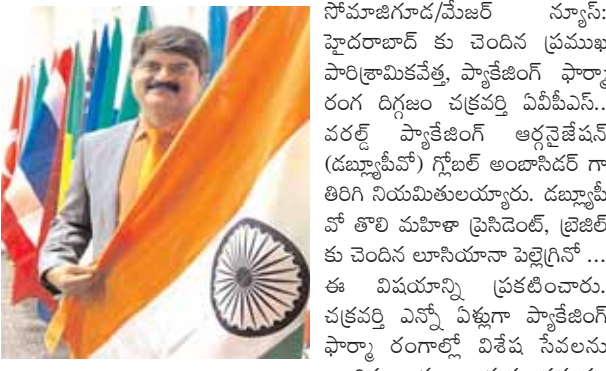 సోమాజిగూడ/మేజర్ న్యూస్:
హైదరాబాద్ కు చెందిన ప్రముఖ
పారిశ్రామికవేత్త, ప్యాకేజింగ్ ఫార్మా
రంగ దిగ్గజం చక్రవర్తి ఏవీపీఎస్..
వరల్డ్ ప్యాకేజింగ్ ఆర్గనైజేషన్
(డబ్ల్యూపీవో) గ్లోబల్ అంబాసిడర్ గా
తిరిగి నియమితులయ్యారు. డబ్ల్యూపీ
వో తొలి మహిళా ప్రెసిడెంట్, బ్రెజిల్
కు చెందిన లూసియానా పెల్లెగ్రినో ...
ఈ విషయాన్ని ప్రకటించారు.
చక్రవర్తి ఎన్నో ఏళ్లుగా ప్యాకేజింగ్
ఫార్మా రంగాల్లో విశేష సేవలను